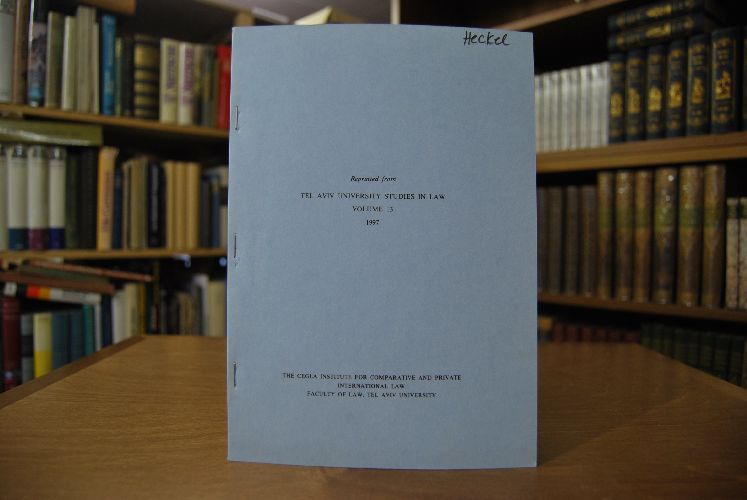 Heckel
Reprinted from
TEL AVIV UNIVERSITY STUDIES IN LAW
VOLUME 13
1997
THE CEGLA INSTITUTE FOR COMPARATIVE AND PRIVATE
INTERNATIONAL LAW
FACULTY OF LAW, TEL AVIV UNIVERSITY